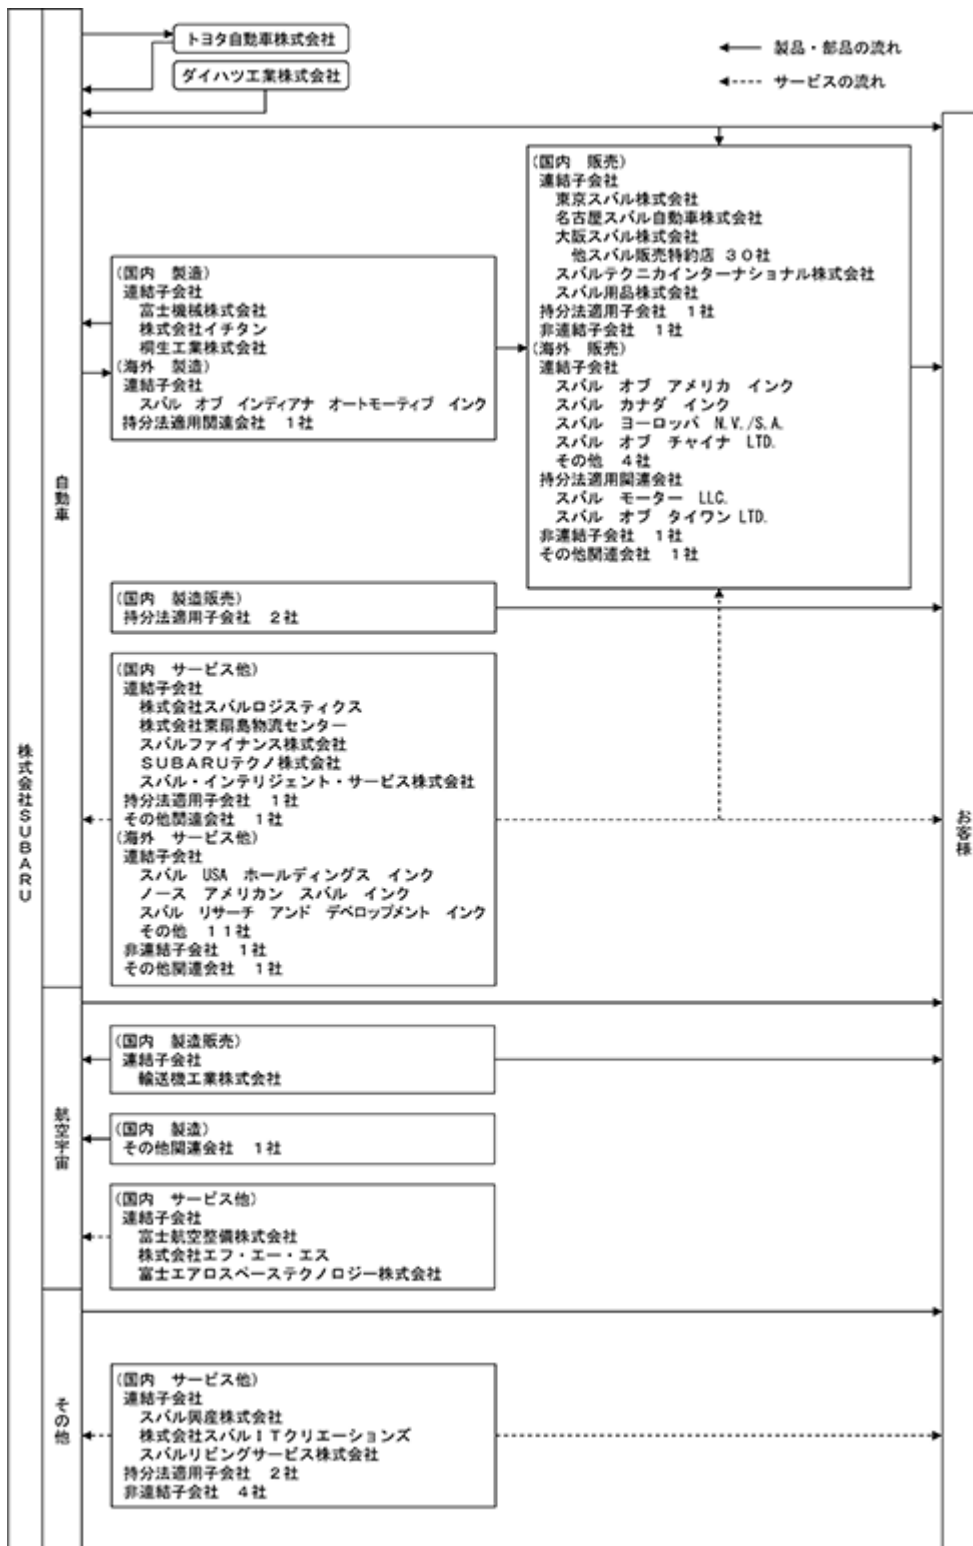 トヨタ自動車株式会社
ダイハツ工業株式会社
製品・部品の流れ
サービスの流れ
株式会社SUBARU
自動車
(国内　製造)
連結子会社
富士機械株式会社
株式会社イチタン
桐生工業株式会社
(海外　製造)
連結子会社
スバル　オブ　インディアナ　オートモーティブ　インク
持分法適用関連会社　1社
(国内　販売)
連結子会社
東京スバル株式会社
名古屋スバル自動車株式会社
大阪スバル株式会社
他スバル販売特約店　30社
スバルテクニカインターナショナル株式会社
スバル用品株式会社
持分法適用子会社　1社
非連結子会社　1社
(海外　販売)
連結子会社
スバル　オブ　アメリカ　インク
スバル　カナダ　インク
スバル　ヨーロッパ　N.V./S.A.
スバル　オブ　チャイナ　LTD.
その他　4社
持分法適用関連会社
スバル　モーター　LLC.
スバル　オブ　タイワン LTD.
非連結子会社　1社
その他関連会社　1社
(国内　製造販売)
持分法適用子会社　2社
(国内　サービス他)
連結子会社
株式会社スバルロジスティクス
株式会社東扇島物流センター
スバルファイナンス株式会社
SUBARUテクノ株式会社
スバル・インテリジェント・サービス株式会社
持分法適用子会社　1社
その他関連会社　1社
(海外　サービス他)
連結子会社
スバル　USA　ホールディングス　インク
ノース　アメリカン　スバル　インク
スバル　リサーチ　アンド　デベロップメント　インク
その他　11社
非連結子会社　1社
その他関連会社　1社
お客様
航空宇宙
(国内　製造販売)
連結子会社
輸送機工業株式会社
(国内　製造)
その他関連会社　1社
(国内　サービス他)
連結子会社
富士航空整備株式会社
株式会社エフ・エー・エス
富士エアロスペーステクノロジー株式会社
その他
(国内　サービス他)
連結子会社
スバル興産株式会社
株式会社スバルITクリエーションズ
スバルリビングサービス株式会社
持分法適用子会社　2社
非連結子会社　4社